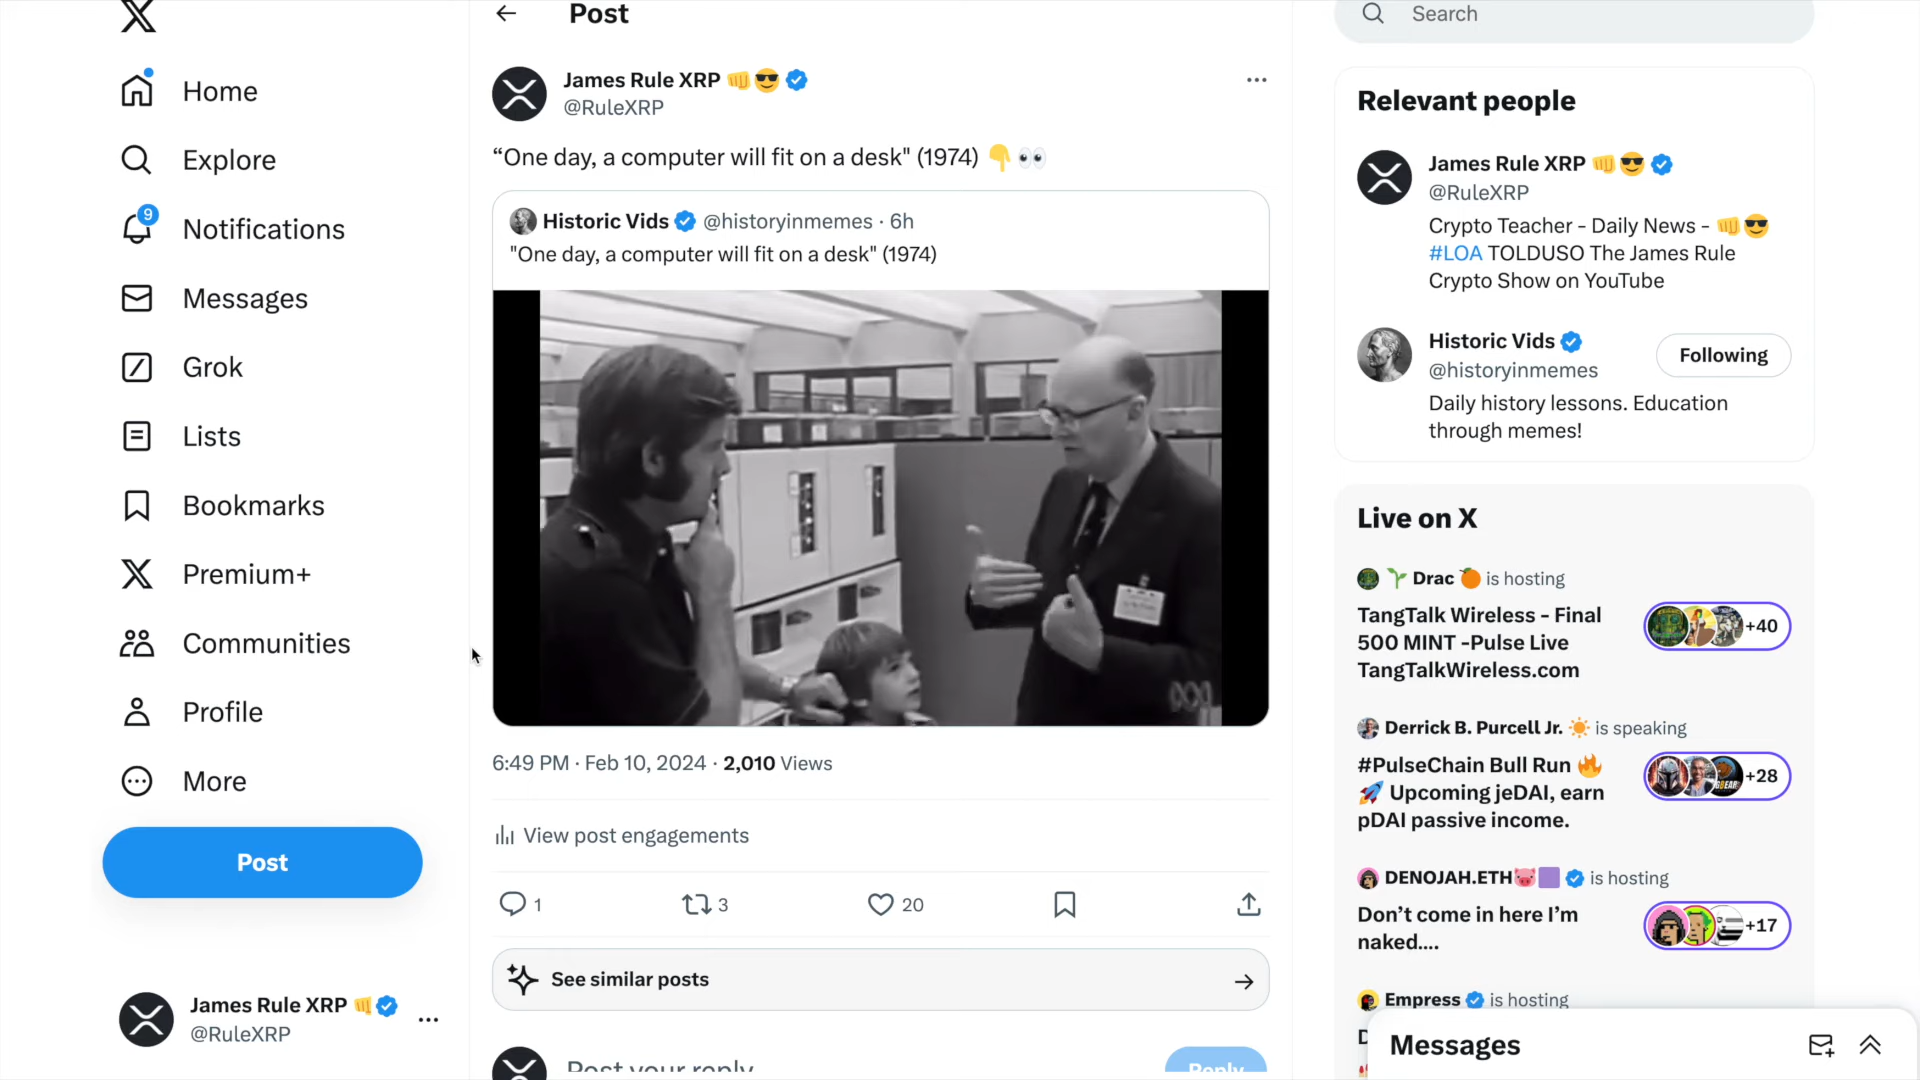 Home
Explore
9
Notifications
Messages
Grok
Lists
Bookmarks
Premium+
Communities
Profile
More
Post
James Rule XRP 👊
@RuleXRP
Post
James Rule XRP 👊😎
@RuleXRP
“One day, a computer will fit on a desk" (1974) 👇👀
Historic Vids @historyinmemes · 6h
"One day, a computer will fit on a desk" (1974)
6:49 PM · Feb 10, 2024 · 2,010 Views
View post engagements
1
3
20
See similar posts
Post your reply
Reply
Search
Relevant people
James Rule XRP 👊😎
@RuleXRP
Crypto Teacher - Daily News - 👊😎
#LOA TOLDUSO The James Rule
Crypto Show on YouTube
Historic Vids
@historyinmemes
Following
Daily history lessons. Education
through memes!
Live on X
🌱 Drac 🍊 is hosting
TangTalk Wireless - Final
500 MINT -Pulse Live
TangTalkWireless.com
+40
Derrick B. Purcell Jr. ☀️ is speaking
#PulseChain Bull Run 🔥
🚀 Upcoming jeDAI, earn
pDAI passive income.
+28
DENOJAH.ETH🐷🟪 is hosting
Don’t come in here I’m
naked....
+17
Empress is hosting
Messages